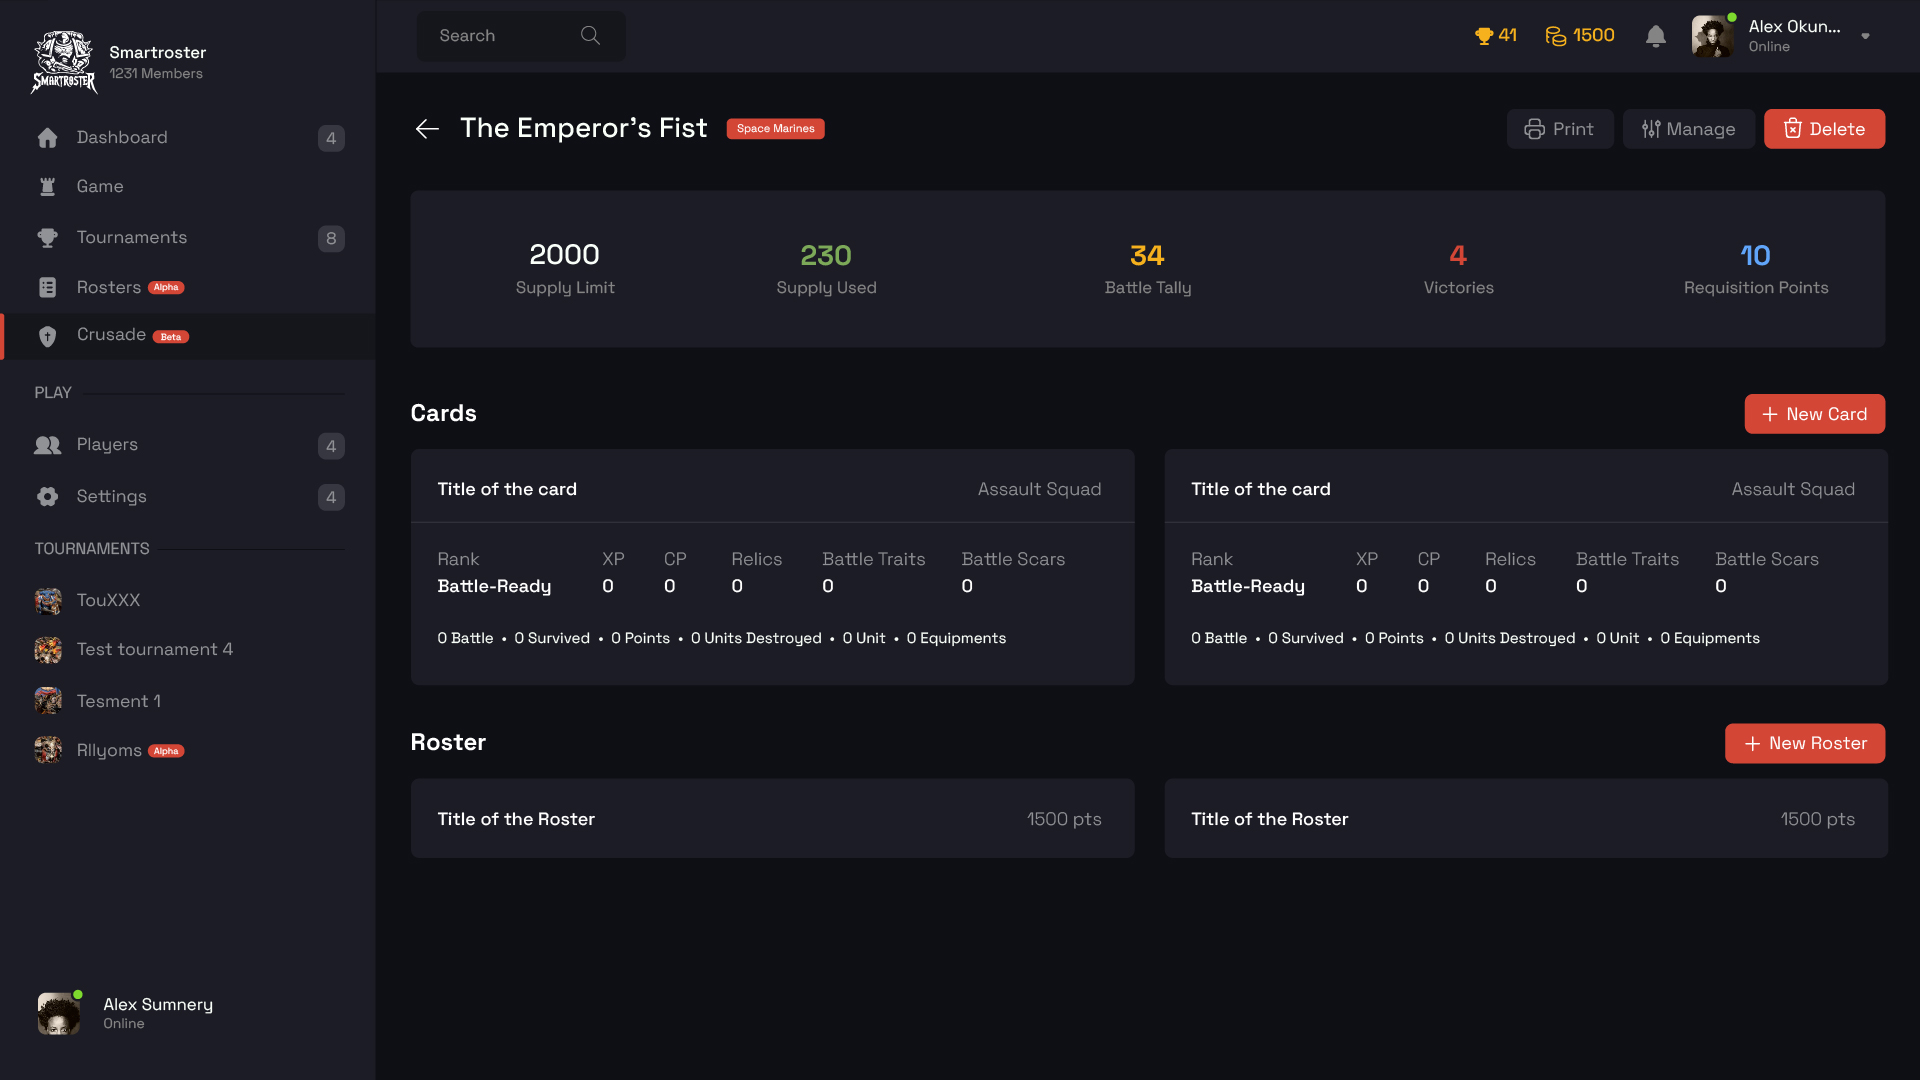 SMARTROSTER
Smartroster
1231 Members
Dashboard 4
Game
Tournaments 8
Rosters Alpha
Crusade Beta
PLAY
Players 4
Settings 4
TOURNAMENTS
TouXXX
Test tournament 4
Tesment 1
Rllyoms Alpha
Alex Sumnery
Online
Search
41 1500
Alex Okun...
Online
The Emperor's Fist Space Marines
Print Manage Delete
2000 230 34 4 10
Supply Limit Supply Used Battle Tally Victories Requisition Points
Cards
New Card
Title of the card Assault Squad
Rank XP CP Relics Battle Traits Battle Scars
Battle-Ready 0 0 0 0 0
0 Battle • 0 Survived • 0 Points • 0 Units Destroyed • 0 Unit • 0 Equipments
Title of the card Assault Squad
Rank XP CP Relics Battle Traits Battle Scars
Battle-Ready 0 0 0 0 0
0 Battle • 0 Survived • 0 Points • 0 Units Destroyed • 0 Unit • 0 Equipments
Roster
New Roster
Title of the Roster 1500 pts
Title of the Roster 1500 pts